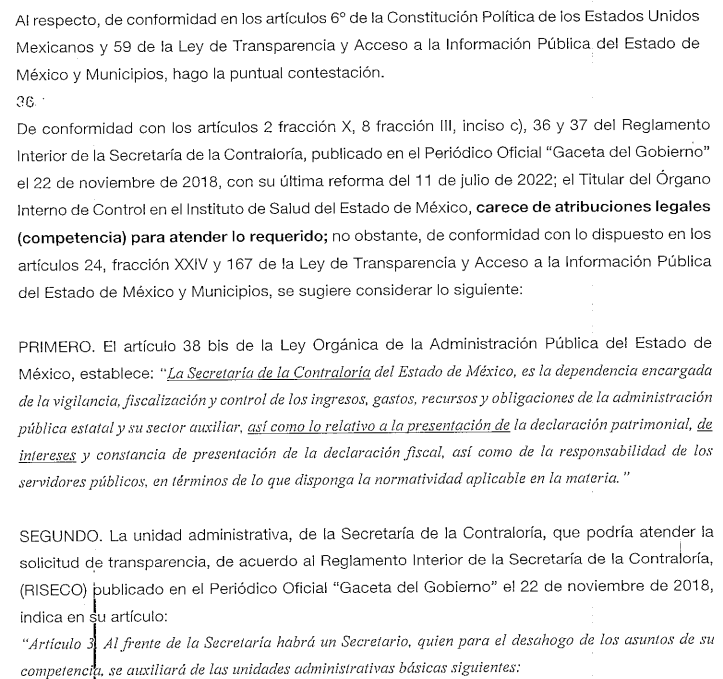 Al respecto, de conformidad en los artículos 6º de la Constitución Política de los Estados Unidos
Mexicanos y 59 de la Ley de Transparencia y Acceso a la Información Pública del Estado de
México y Municipios, hago la puntual contestación.
36.
De conformidad con los artículos 2 fracción X, 8 fracción III, inciso c), 36 y 37 del Reglamento
Interior de la Secretaría de la Contraloría, publicado en el Periódico Oficial “Gaceta del Gobierno”
el 22 de noviembre de 2018, con su última reforma del 11 de julio de 2022; el Titular del Órgano
Interno de Control en el Instituto de Salud del Estado de México, carece de atribuciones legales
(competencia) para atender lo requerido; no obstante, de conformidad con lo dispuesto en los
artículos 24, fracción XXIV y 167 de la Ley de Transparencia y Acceso a la Información Pública
del Estado de México y Municipios, se sugiere considerar lo siguiente:
PRIMERO. El artículo 38 bis de la Ley Orgánica de la Administración Pública del Estado de
México, establece: “La Secretaría de la Contraloría del Estado de México, es la dependencia encargada
de la vigilancia, fiscalización y control de los ingresos, gastos, recursos y obligaciones de la administración
pública estatal y su sector auxiliar, así como lo relativo a la presentación de la declaración patrimonial, de
intereses y constancia de presentación de la declaración fiscal, así como de la responsabilidad de los
servidores públicos, en términos de lo que disponga la normatividad aplicable en la materia.”
SEGUNDO. La unidad administrativa, de la Secretaría de la Contraloría, que podría atender la
solicitud de transparencia, de acuerdo al Reglamento Interior de la Secretaría de la Contraloría,
(RISECO) publicado en el Periódico Oficial “Gaceta del Gobierno” el 22 de noviembre de 2018,
indica en su artículo:
“Artículo 3. Al frente de la Secretaría habrá un Secretario, quien para el desahogo de los asuntos de su
competencia, se auxiliará de las unidades administrativas básicas siguientes: